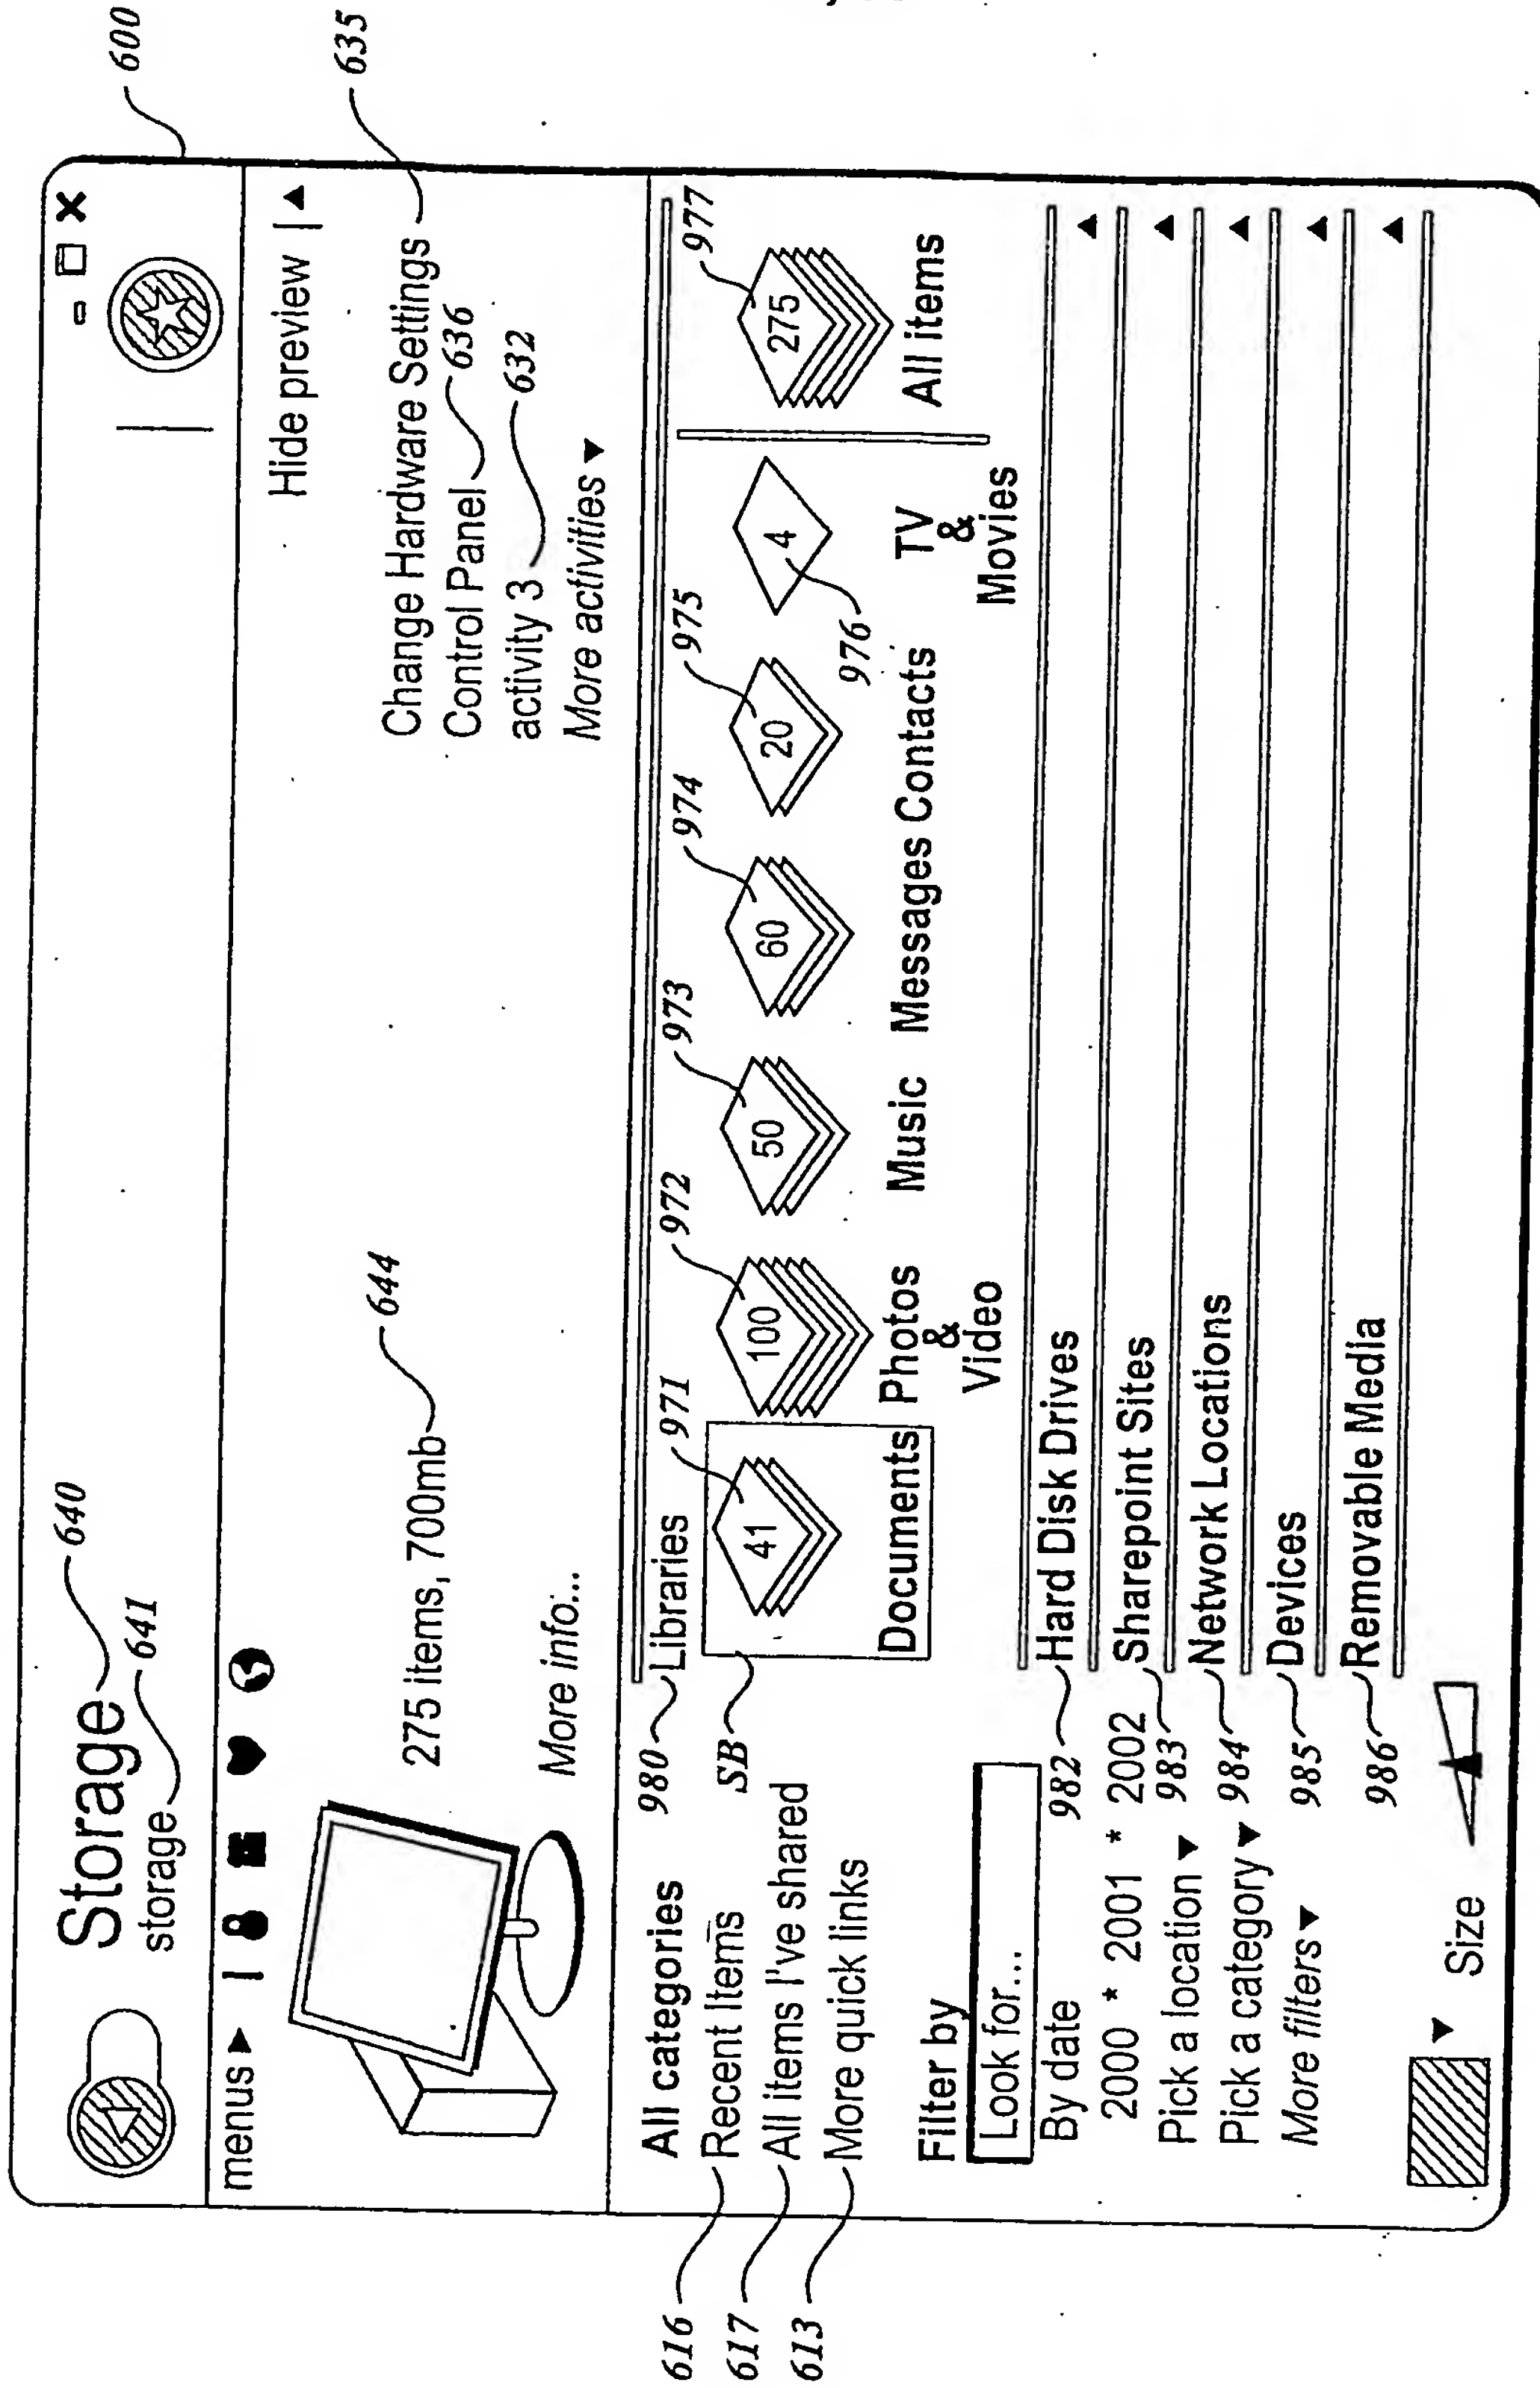 600
Storage 640
storage 641
menus
Hide preview |
275 items, 700mb 644
More info...
Change Hardware Settings 635
Control Panel 636
activity 3 632
More activities
All categories
616 Recent Items
617 All items I've shared
613 More quick links
Filter by
Look for...
By date
2000 * 2001 * 2002
Pick a location
Pick a category
More filters
Size
980 Libraries
SB
971 972 973 974 975 976 977
41 100 50 60 20 4 275
Documents
Photos & Video
Music
Messages
Contacts
TV & Movies
All items
982 Hard Disk Drives
983 Sharepoint Sites
984 Network Locations
985 Devices
986 Removable Media